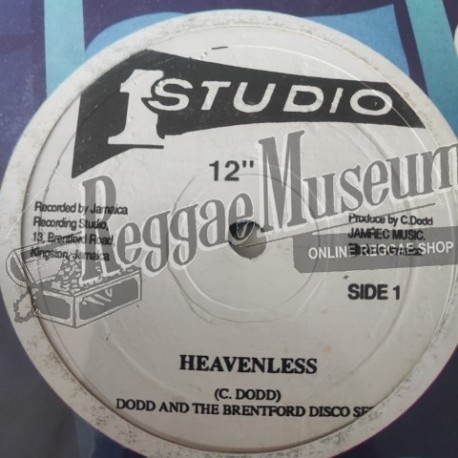 1 STUDIO
12"
Recorded by Jamaica
Recording Studio,
13, Brentford Road
Kingston, Jamaica
Reggae Museum
ONLINE REGGAE SHOP
Produce by C.Dodd
JAMREC MUSIC,
SIDE 1
HEAVENLESS
(C. DODD)
DODD AND THE BRENTFORD DISCO SET